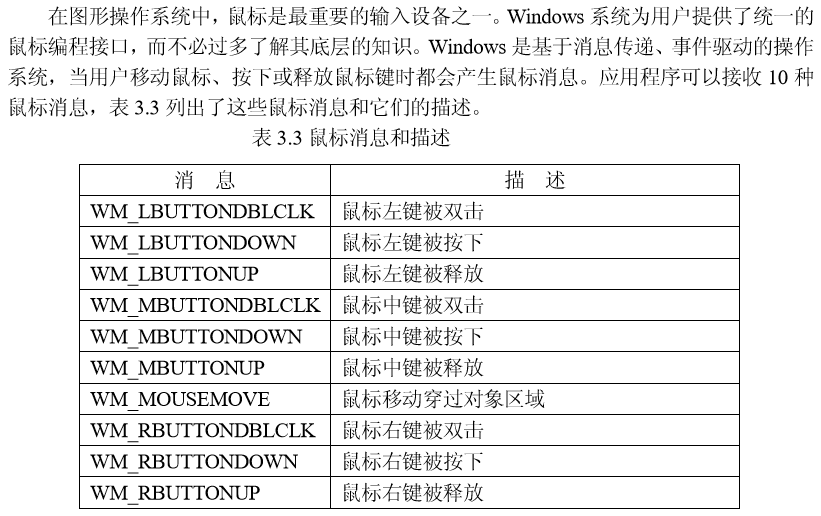 在图形操作系统中，鼠标是最重要的输入设备之一。Windows 系统为用户提供了统一的
鼠标编程接口，而不必过多了解其底层的知识。Windows 是基于消息传递、事件驱动的操作
系统，当用户移动鼠标、按下或释放鼠标键时都会产生鼠标消息。应用程序可以接收 10 种
鼠标消息，表 3.3 列出了这些鼠标消息和它们的描述。
表 3.3 鼠标消息和描述
消 息 描 述
WM_LBUTTONDBLCLK 鼠标左键被双击
WM_LBUTTONDOWN 鼠标左键被按下
WM_LBUTTONUP 鼠标左键被释放
WM_MBUTTONDBLCLK 鼠标中键被双击
WM_MBUTTONDOWN 鼠标中键被按下
WM_MBUTTONUP 鼠标中键被释放
WM_MOUSEMOVE 鼠标移动穿过对象区域
WM_RBUTTONDBLCLK 鼠标右键被双击
WM_RBUTTONDOWN 鼠标右键被按下
WM_RBUTTONUP 鼠标右键被释放